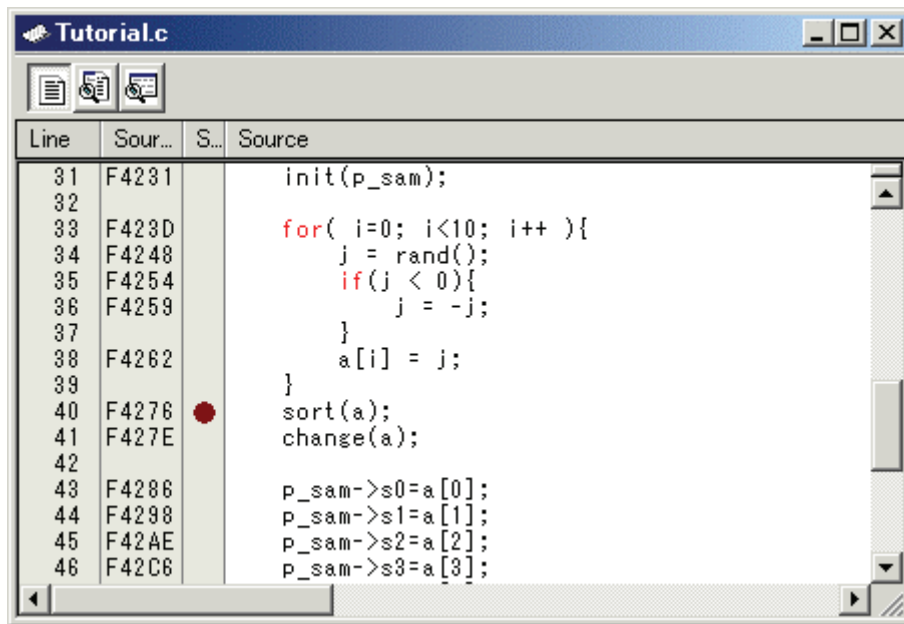 Tutorial.c
Line Sour... S... Source
31 F4231 init(p_sam);
32
33 F423D for( i=0; i<10; i++ ){
34 F4248 j = rand();
35 F4254 if(j < 0){
36 F4259 j = -j;
37 }
38 F4262 a[i] = j;
39 }
40 F4276 sort(a);
41 F427E change(a);
42
43 F4286 p_sam->s0=a[0];
44 F4298 p_sam->s1=a[1];
45 F42AE p_sam->s2=a[2];
46 F42C6 p_sam->s3=a[3];